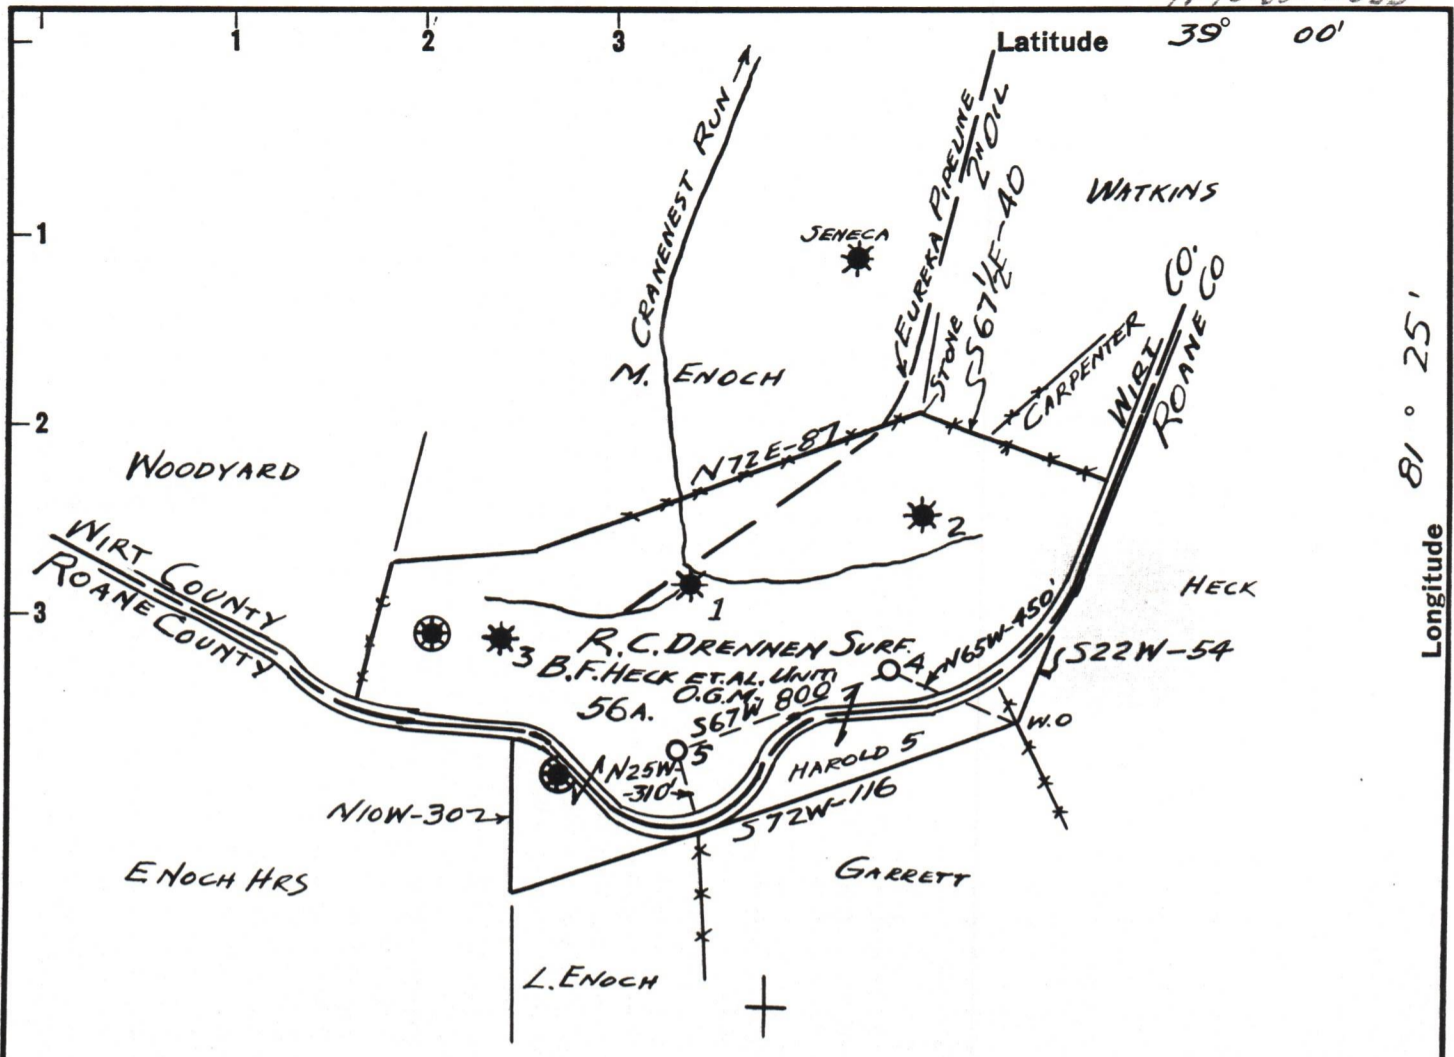 1 2 3 Latitude 39° 00'
1
2
3
CRANENEST RUN
EUREKA PIPELINE
2" OIL
S67½E-40
WATKINS
SENECA
STONE
CARPENTER
CO.
CO
WIRT
ROANE
81° 25'
Longitude
M. ENOCH
N72E-87
WOODYARD
2
WIRT COUNTY
ROANE COUNTY
1
HECK
3
R.C. DRENNEN SURF.
B.F. HECK ET.AL. UNIT
O.G.M.
56A.
4
N65W-450'
S22W-54
S67W 800
5
W.O
HAROLD 5
N25W-
-310'
S72W-116
N10W-302
ENOCH HRS
GARRETT
L. ENOCH